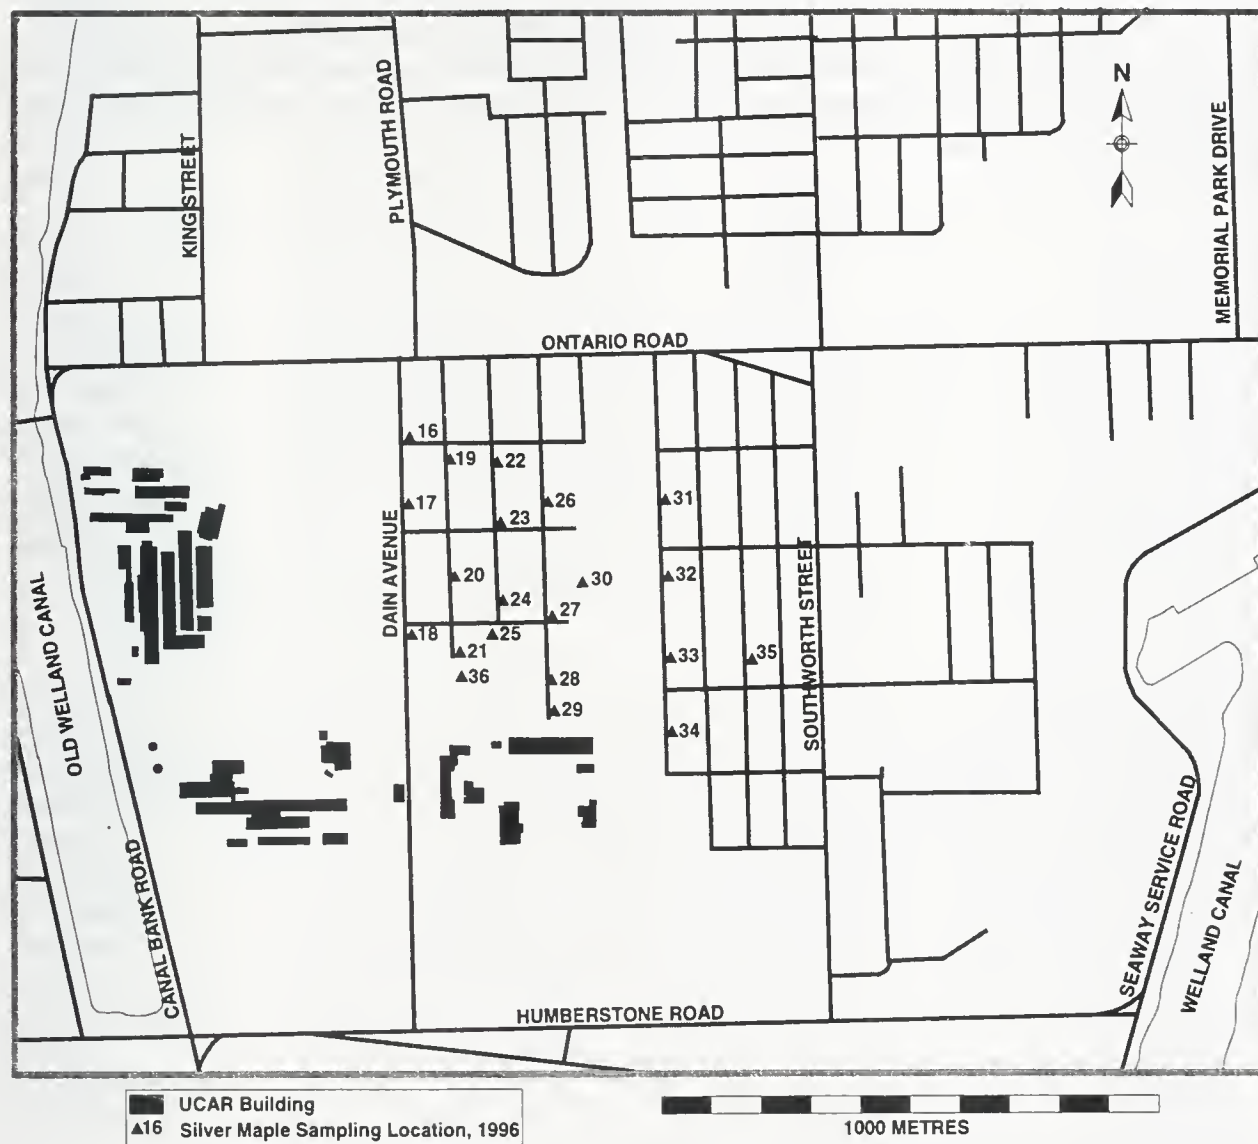 N
KING STREET
PLYMOUTH ROAD
MEMORIAL PARK DRIVE
ONTARIO ROAD
16
19
22
17
26
31
23
DAIN AVENUE
20
30
32
24
27
18
25
21
33
35
36
28
29
34
SOUTHWORTH STREET
OLD WELLAND CANAL
CANAL BANK ROAD
SEAWAY SERVICE ROAD
WELLAND CANAL
HUMBERSTONE ROAD
UCAR Building
16 Silver Maple Sampling Location, 1996
1000 METRES